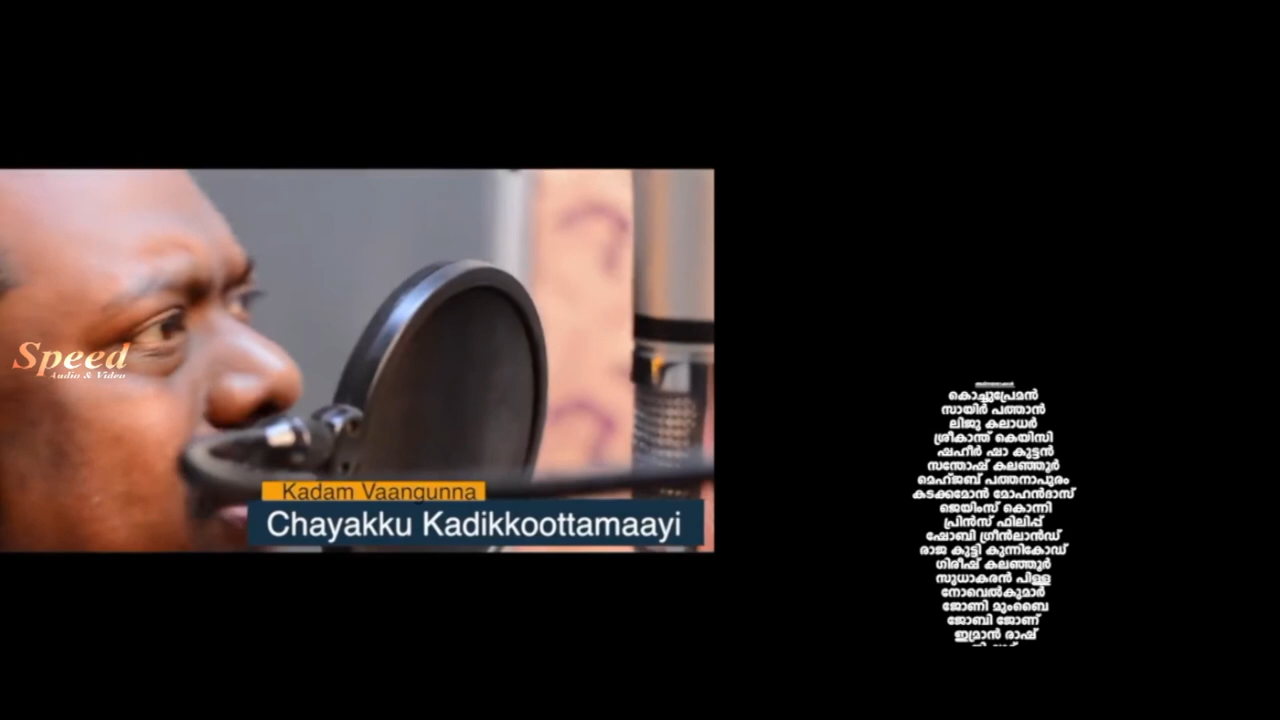 Speed
Audio & Video
Kadam Vaangunna
Chayakku Kadikkoottamaayi
കൊച്ചുപ്രേമൻ
സായിർ പത്താൻ
ലിജു കലാധർ
ശ്രീകാന്ത് കെയിസി
ഷഹീർ ഷാ കുട്ടൻ
സന്തോഷ് കലഞ്ഞൂർ
മെഹ്ജബ് പത്തനാപുരം
കടക്കമോൻ മോഹൻദാസ്
ജെയിംസ് കൊന്നി
പ്രിൻസ് ഫിലിപ്പ്
ഷോബി ഗ്രീൻലാൻഡ്
രാജ കുട്ടി കുന്നികോഡ്
ഗിരീഷ് കലഞ്ഞൂർ
സുധാകരൻ പിള്ള
നോവെൽകുമാർ
ജോണി മുംബൈ
ജോബി ജോണ്
ഇമ്രാൻ രാഷ്